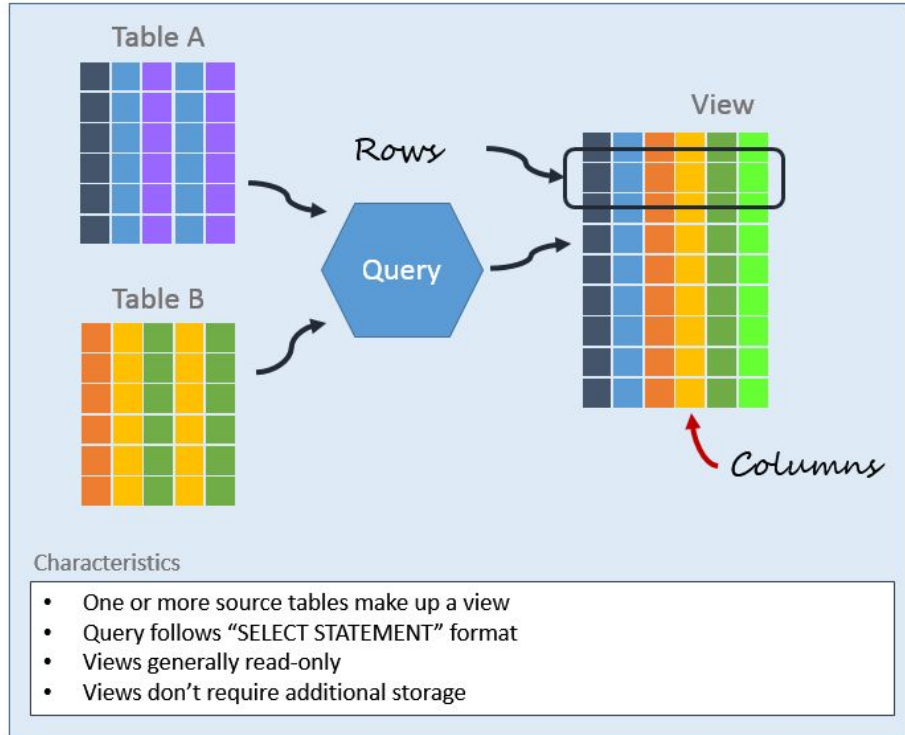 Table A
View
Rows
Query
Table B
Columns
Characteristics
• One or more source tables make up a view
• Query follows “SELECT STATEMENT” format
• Views generally read-only
• Views don’t require additional storage